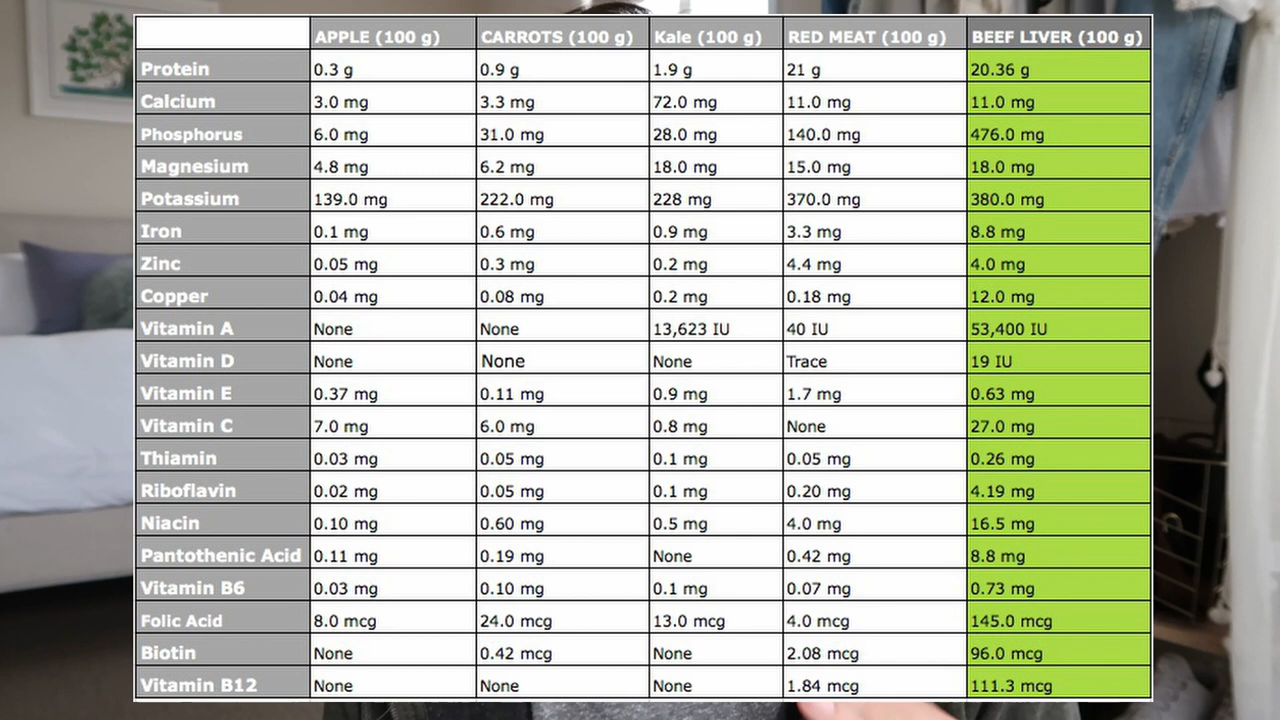 APPLE (100 g) CARROTS (100 g) Kale (100 g) RED MEAT (100 g) BEEF LIVER (100 g)
Protein 0.3 g 0.9 g 1.9 g 21 g 20.36 g
Calcium 3.0 mg 3.3 mg 72.0 mg 11.0 mg 11.0 mg
Phosphorus 6.0 mg 31.0 mg 28.0 mg 140.0 mg 476.0 mg
Magnesium 4.8 mg 6.2 mg 18.0 mg 15.0 mg 18.0 mg
Potassium 139.0 mg 222.0 mg 228 mg 370.0 mg 380.0 mg
Iron 0.1 mg 0.6 mg 0.9 mg 3.3 mg 8.8 mg
Zinc 0.05 mg 0.3 mg 0.2 mg 4.4 mg 4.0 mg
Copper 0.04 mg 0.08 mg 0.2 mg 0.18 mg 12.0 mg
Vitamin A None None 13,623 IU 40 IU 53,400 IU
Vitamin D None None None Trace 19 IU
Vitamin E 0.37 mg 0.11 mg 0.9 mg 1.7 mg 0.63 mg
Vitamin C 7.0 mg 6.0 mg 0.8 mg None 27.0 mg
Thiamin 0.03 mg 0.05 mg 0.1 mg 0.05 mg 0.26 mg
Riboflavin 0.02 mg 0.05 mg 0.1 mg 0.20 mg 4.19 mg
Niacin 0.10 mg 0.60 mg 0.5 mg 4.0 mg 16.5 mg
Pantothenic Acid 0.11 mg 0.19 mg None 0.42 mg 8.8 mg
Vitamin B6 0.03 mg 0.10 mg 0.1 mg 0.07 mg 0.73 mg
Folic Acid 8.0 mcg 24.0 mcg 13.0 mcg 4.0 mcg 145.0 mcg
Biotin None 0.42 mcg None 2.08 mcg 96.0 mcg
Vitamin B12 None None None 1.84 mcg 111.3 mcg